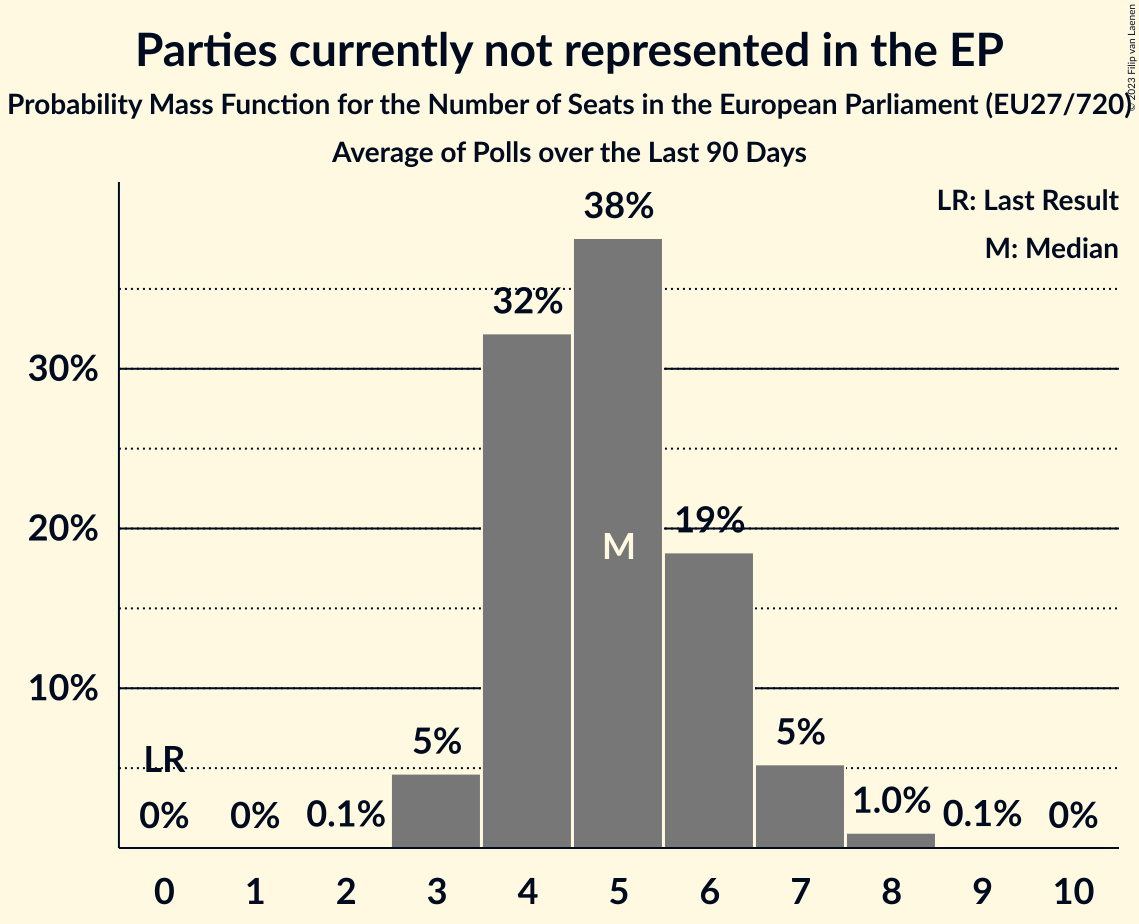 Parties currently not represented in the EP
Probability Mass Function for the Number of Seats in the European Parliament (EU27/720)
Average of Polls over the Last 90 Days
© 2023 Filip van Laenen
LR: Last Result
M: Median
38%
32%
30%
20%
19%
M
10%
5%
5%
LR
0%
0%
0.1%
1.0%
0.1%
0%
0 1 2 3 4 5 6 7 8 9 10